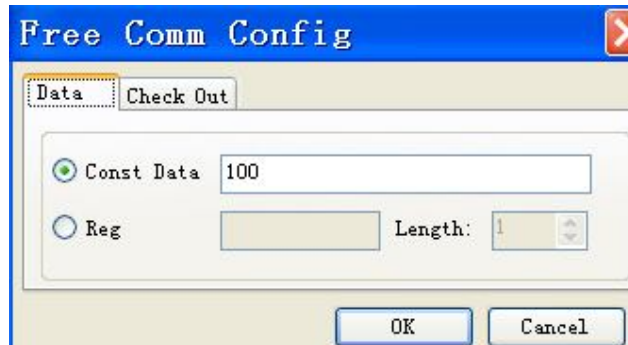 Free Comm Config
Data Check Out
Const Data 100
Reg Length: 1
OK Cancel